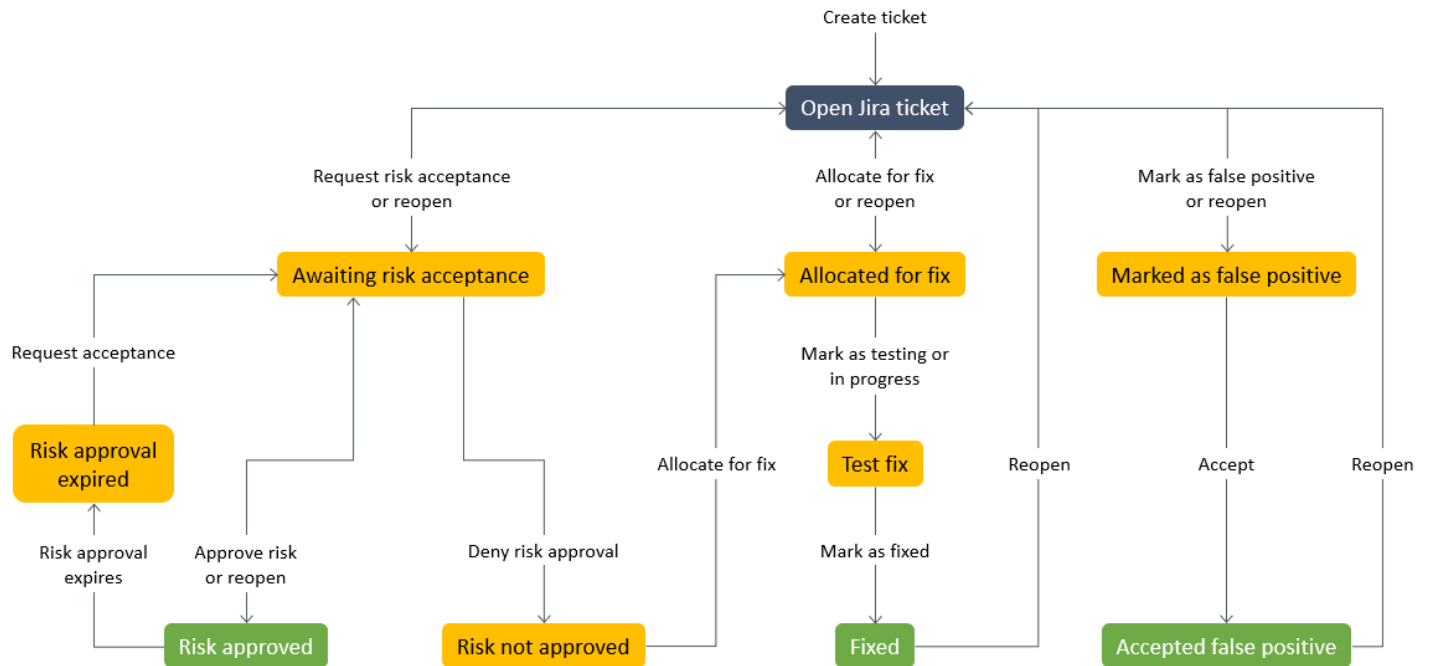 Create ticket
Open Jira ticket
Request risk acceptance
or reopen
Allocate for fix
or reopen
Mark as false positive
or reopen
Awaiting risk acceptance
Allocated for fix
Marked as false positive
Request acceptance
Mark as testing or
in progress
Risk approval
expired
Allocate for fix
Test fix
Reopen
Accept
Reopen
Risk approval
expires
Approve risk
or reopen
Deny risk approval
Mark as fixed
Risk approved
Risk not approved
Fixed
Accepted false positive